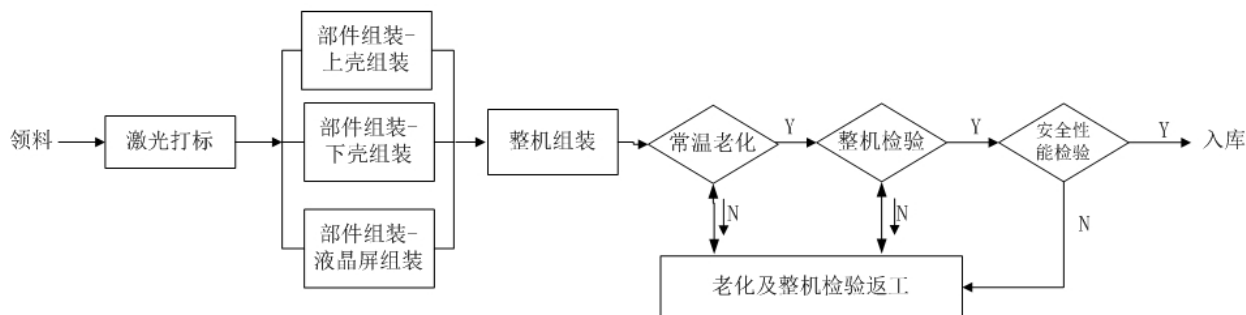 领料
激光打标
部件组装-
上壳组装
部件组装-
下壳组装
部件组装-
液晶屏组装
整机组装
常温老化
Y
整机检验
Y
安全性
能检验
Y
入库
N
N
N
老化及整机检验返工